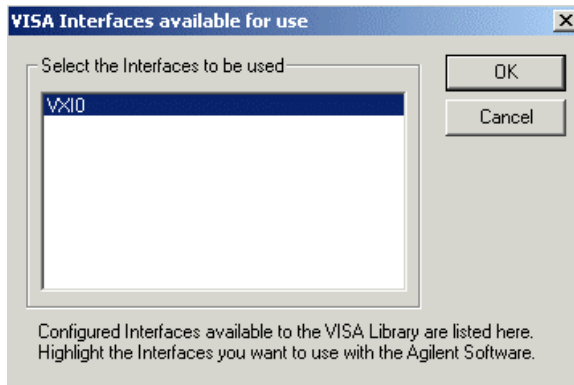 VISA Interfaces available for use
Select the Interfaces to be used
OK
VXI0
Cancel
Configured Interfaces available to the VISA Library are listed here.
Highlight the Interfaces you want to use with the Agilent Software.